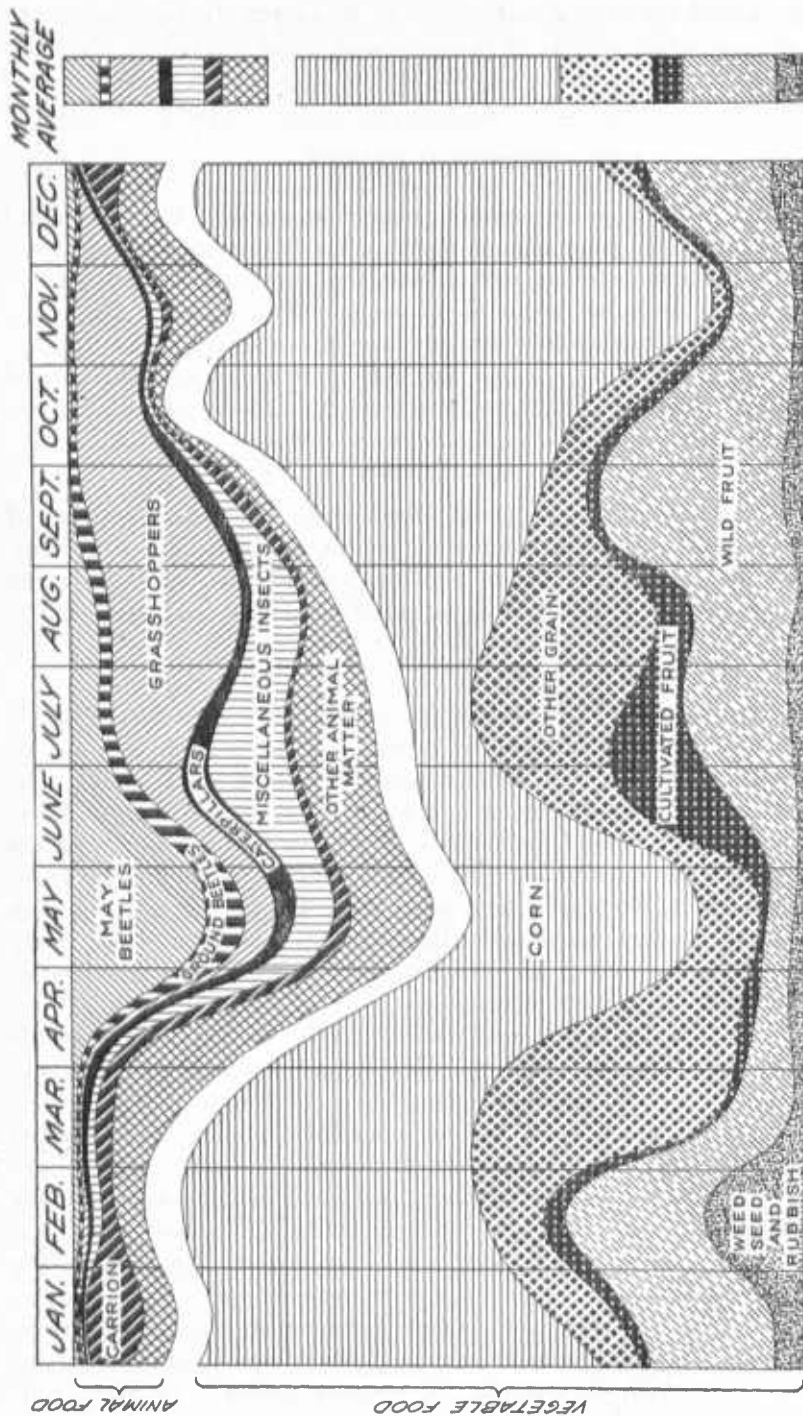 JAN. FEB. MAR. APR. MAY JUNE JULY AUG. SEPT. OCT. NOV. DEC.
MONTHLY
AVERAGE
ANIMAL FOOD
VEGETABLE FOOD
MAY
BEETLES
GROUND BEETLES
GRASSHOPPERS
CATERPILLARS
MISCELLANEOUS INSECTS
CARRION
OTHER ANIMAL
MATTER
CORN
OTHER GRAIN
CULTIVATED FRUIT
WILD FRUIT
WEED
SEED
AND
RUBBISH